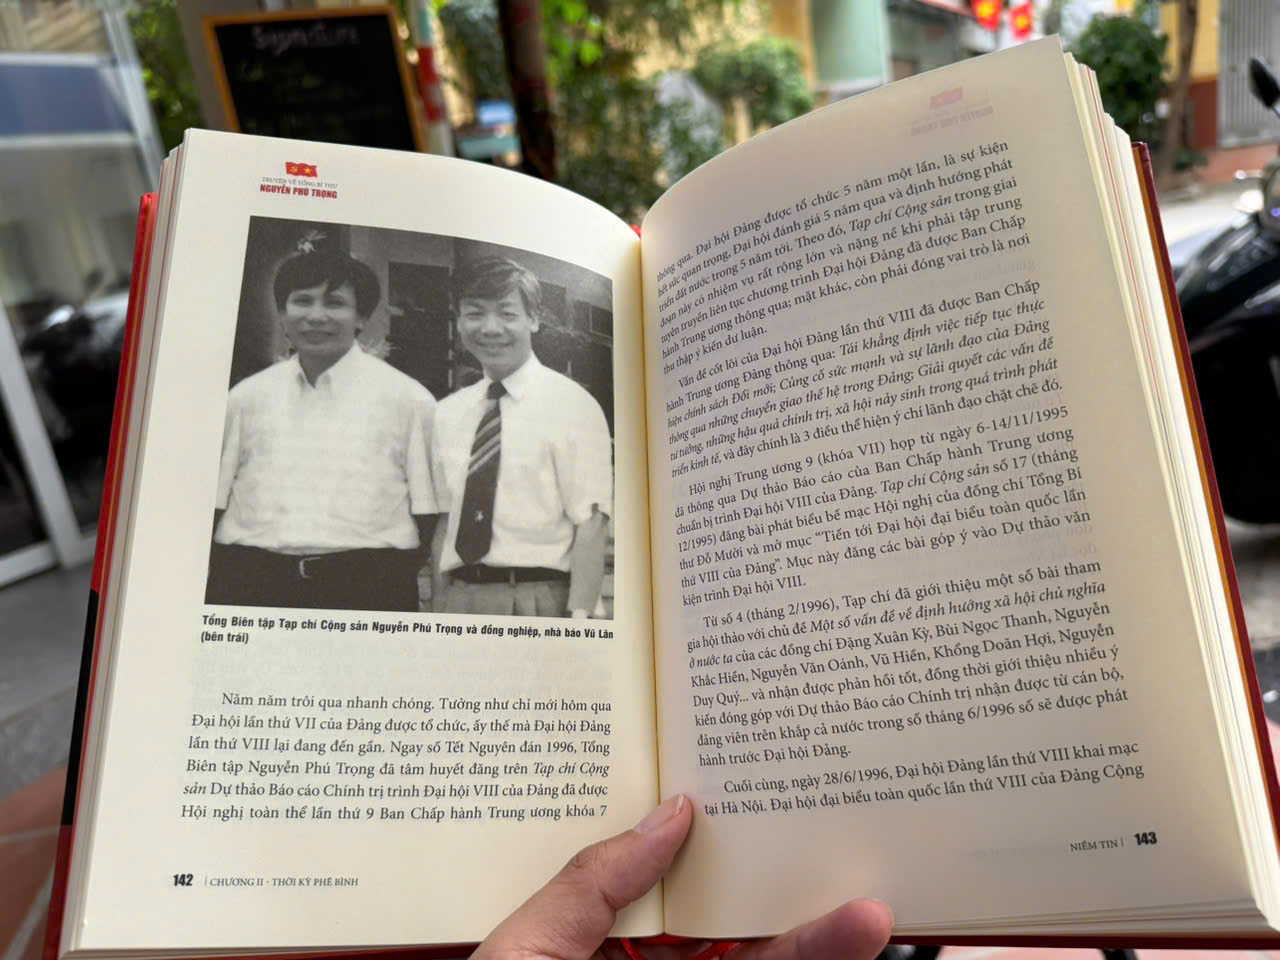 TRUYỆN VỀ TỔNG BÍ THƯ
NGUYỄN PHÚ TRỌNG
Tổng Biên tập Tạp chí Cộng sản Nguyễn Phú Trọng và đồng nghiệp, nhà báo Vũ Lân
(bên trái)
Năm năm trôi qua nhanh chóng. Tưởng như chỉ mới hôm qua
Đại hội lần thứ VII của Đảng được tổ chức, ấy thế mà Đại hội Đảng
lần thứ VIII lại đang đến gần. Ngay số Tết Nguyên đán 1996, Tổng
Biên tập Nguyễn Phú Trọng đã tâm huyết đăng trên Tạp chí Cộng
sản Dự thảo Báo cáo Chính trị trình Đại hội VIII của Đảng đã được
Hội nghị toàn thể lần thứ 9 Ban Chấp hành Trung ương khóa 7
142 | CHƯƠNG II - THỜI KỲ PHÊ BÌNH
thông qua. Đại hội Đảng được tổ chức 5 năm một lần, là sự kiện
hết sức quan trọng, Đại hội đánh giá 5 năm qua và định hướng phát
triển đất nước trong 5 năm tới. Theo đó, Tạp chí Cộng sản trong giai
đoạn này có nhiệm vụ rất rộng lớn và nặng nề khi phải tập trung
tuyên truyền liên tục chương trình Đại hội Đảng đã được Ban Chấp
hành Trung ương thông qua; mặt khác, còn phải đóng vai trò là nơi
thu thập ý kiến dư luận.
Vấn đề cốt lõi của Đại hội Đảng lần thứ VIII đã được Ban Chấp
hành Trung ương Đảng thông qua: Tái khẳng định việc tiếp tục thực
hiện chính sách Đổi mới; Củng cố sức mạnh và sự lãnh đạo của Đảng
thông qua những chuyển giao thế hệ trong Đảng; Giải quyết các vấn đề
tư tưởng, những hậu quả chính trị, xã hội nảy sinh trong quá trình phát
triển kinh tế, và đây chính là 3 điều thể hiện ý chí lãnh đạo chặt chẽ đó.
Hội nghị Trung ương 9 (khóa VII) họp từ ngày 6-14/11/1995
đã thông qua Dự thảo Báo cáo của Ban Chấp hành Trung ương
chuẩn bị trình Đại hội VIII của Đảng. Tạp chí Cộng sản số 17 (tháng
12/1995) đăng bài phát biểu bế mạc Hội nghị của đồng chí Tổng Bí
thư Đỗ Mười và mở mục “Tiến tới Đại hội đại biểu toàn quốc lần
thứ VIII của Đảng”. Mục này đăng các bài góp ý vào Dự thảo văn
kiện trình Đại hội VIII.
Từ số 4 (tháng 2/1996), Tạp chí đã giới thiệu một số bài tham
gia hội thảo với chủ đề Một số vấn đề về định hướng xã hội chủ nghĩa
ở nước ta của các đồng chí Đặng Xuân Kỳ, Bùi Ngọc Thanh, Nguyễn
Khắc Hiền, Nguyễn Văn Oánh, Vũ Hiền, Khổng Doãn Hợi, Nguyễn
Duy Quý... và nhận được phản hồi tốt, đồng thời giới thiệu nhiều ý
kiến đóng góp với Dự thảo Báo cáo Chính trị nhận được từ cán bộ,
đảng viên trên khắp cả nước trong số tháng 6/1996 số sẽ được phát
hành trước Đại hội Đảng.
Cuối cùng, ngày 28/6/1996, Đại hội Đảng lần thứ VIII khai mạc
tại Hà Nội. Đại hội đại biểu toàn quốc lần thứ VIII của Đảng Cộng
NIỀM TIN | 143